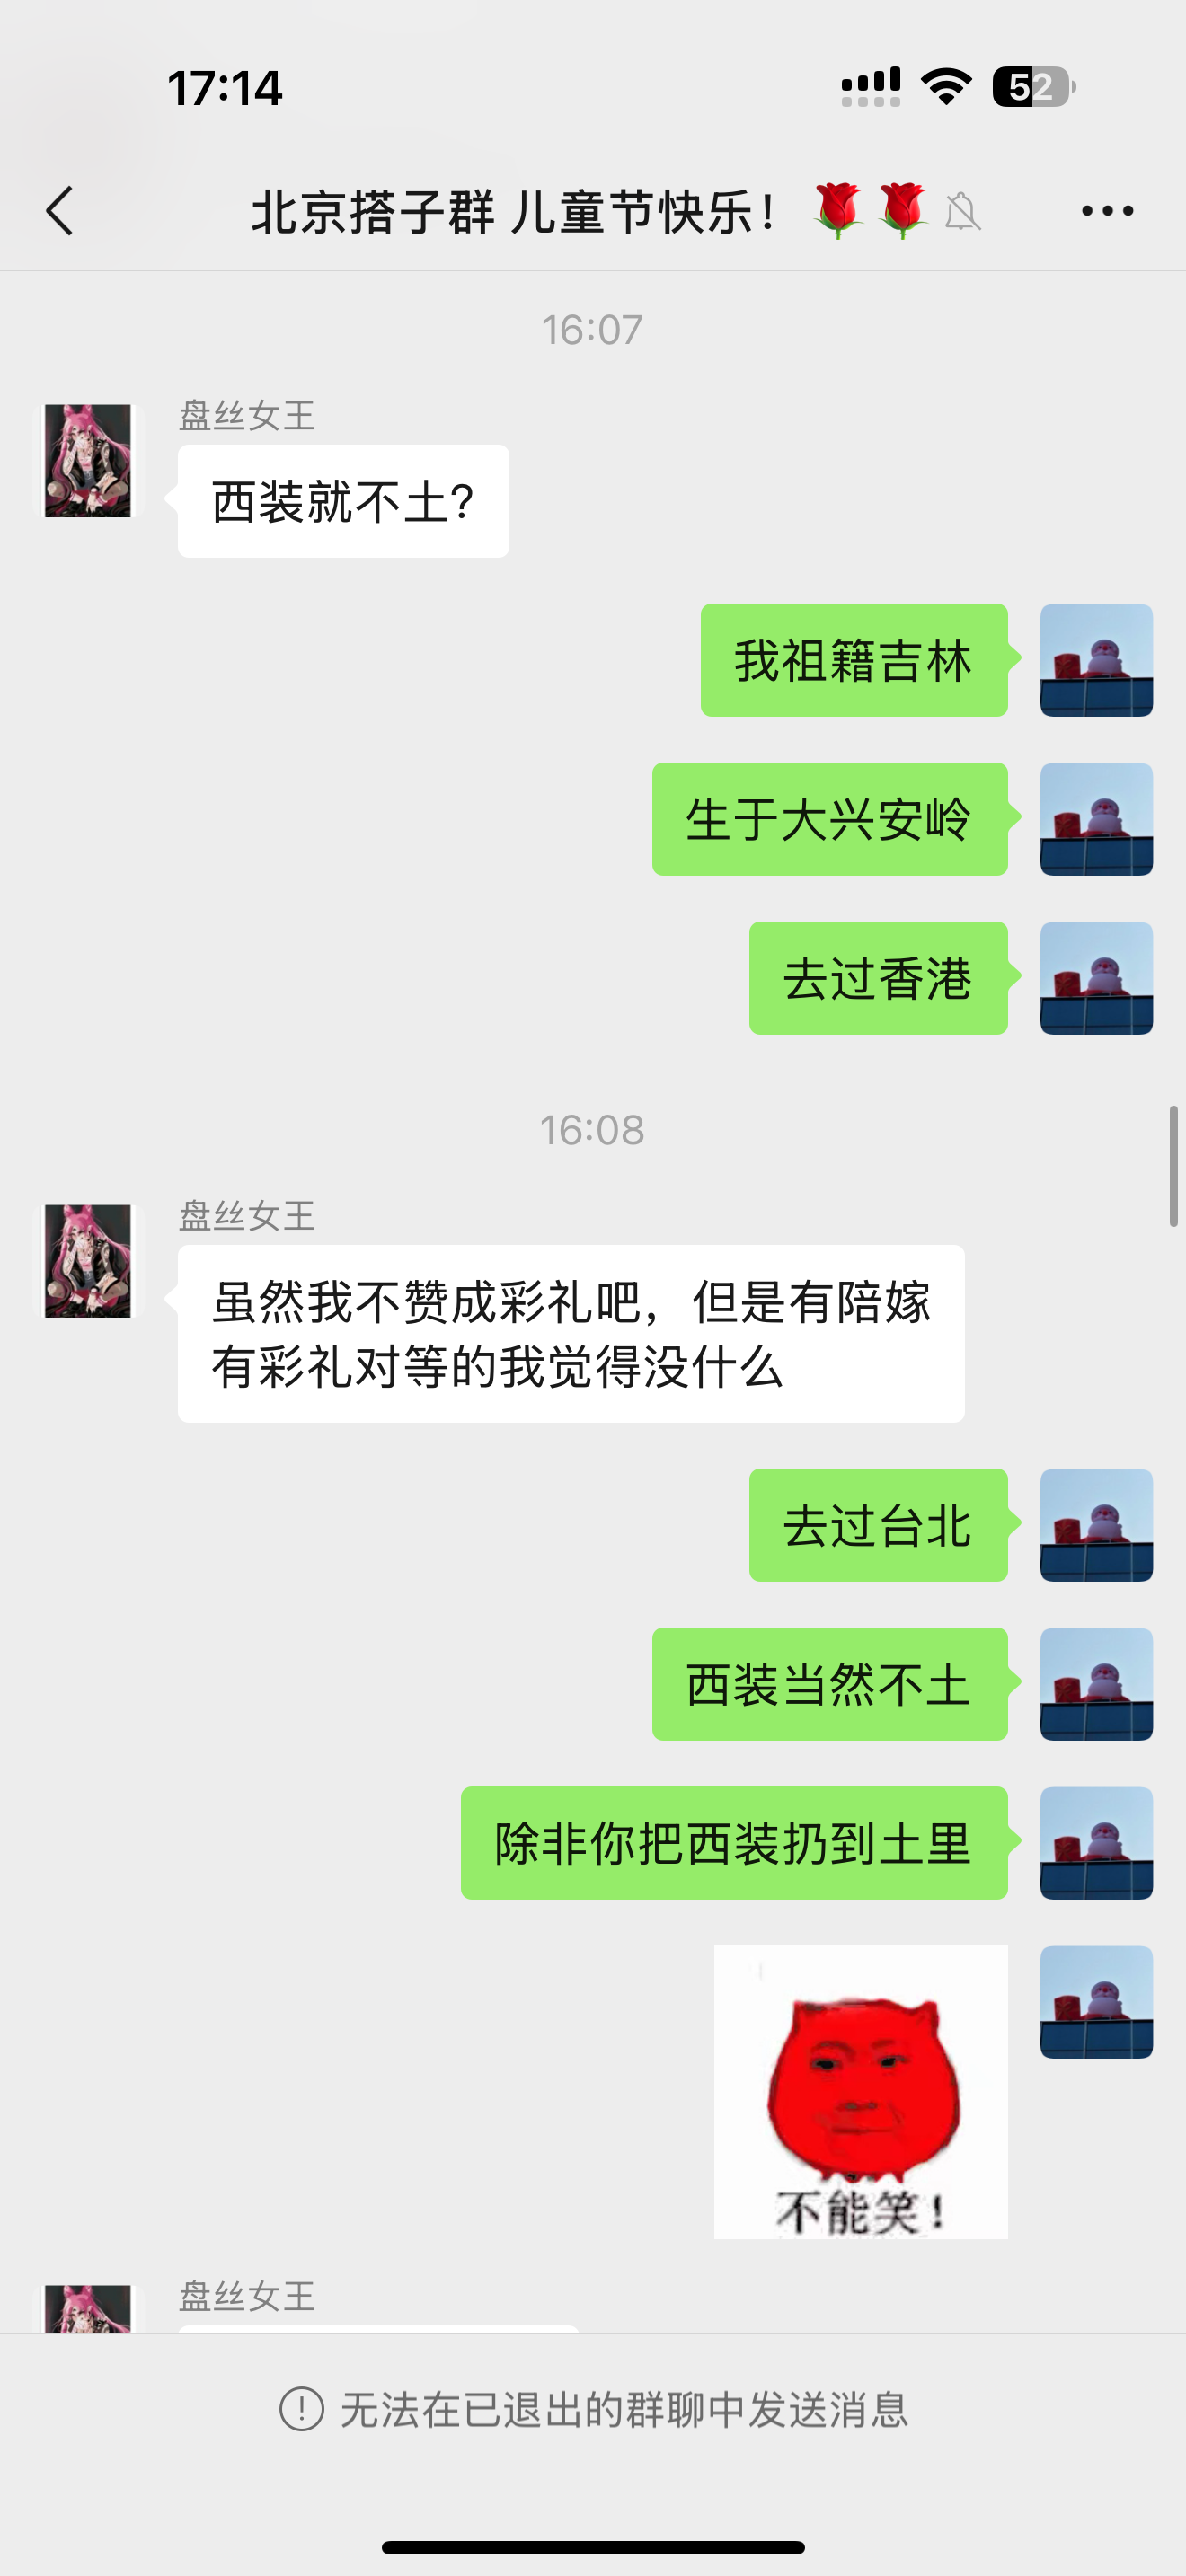 17:14
52
北京搭子群 儿童节快乐！🌹🌹
16:07
盘丝女王
西装就不土?
我祖籍吉林
生于大兴安岭
去过香港
16:08
盘丝女王
虽然我不赞成彩礼吧，但是有陪嫁
有彩礼对等的我觉得没什么
去过台北
西装当然不土
除非你把西装扔到土里
不能笑！
盘丝女王
无法在已退出的群聊中发送消息